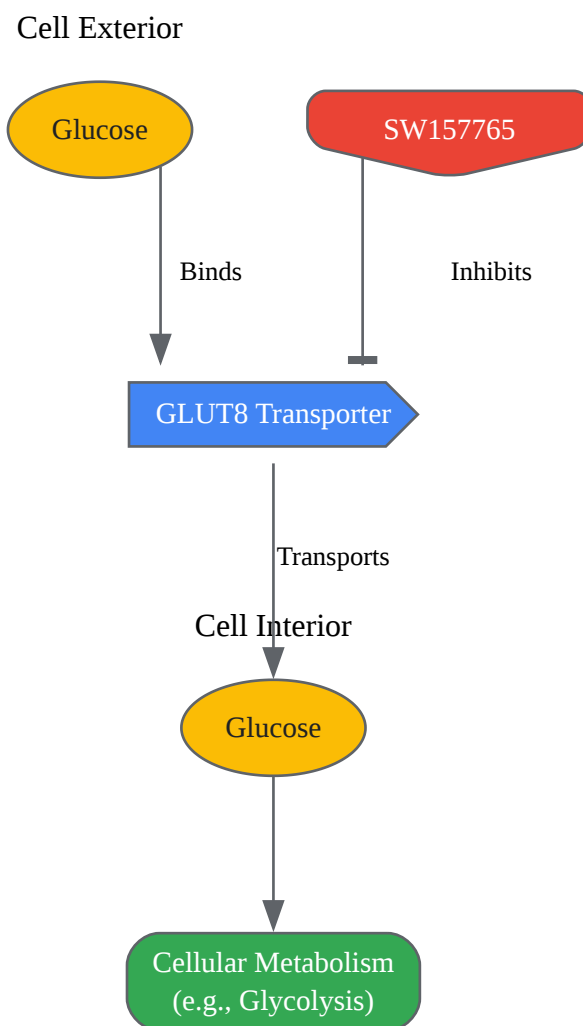 Cell Exterior
Glucose
SW157765
Binds
Inhibits
GLUT8 Transporter
Transports
Cell Interior
Glucose
Cellular Metabolism
(e.g., Glycolysis)